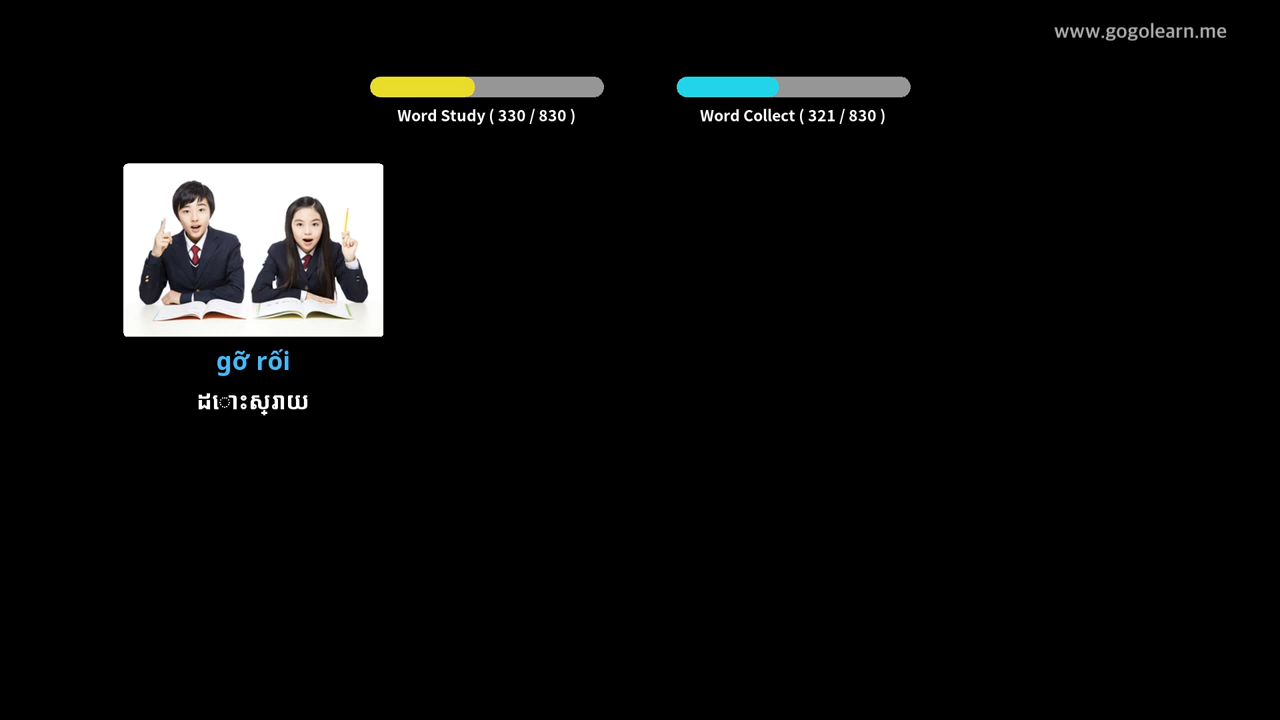 www.gogolearn.me
Word Study ( 330 / 830 )
Word Collect ( 321 / 830 )
gỡ rối
ដោះស្រាយ